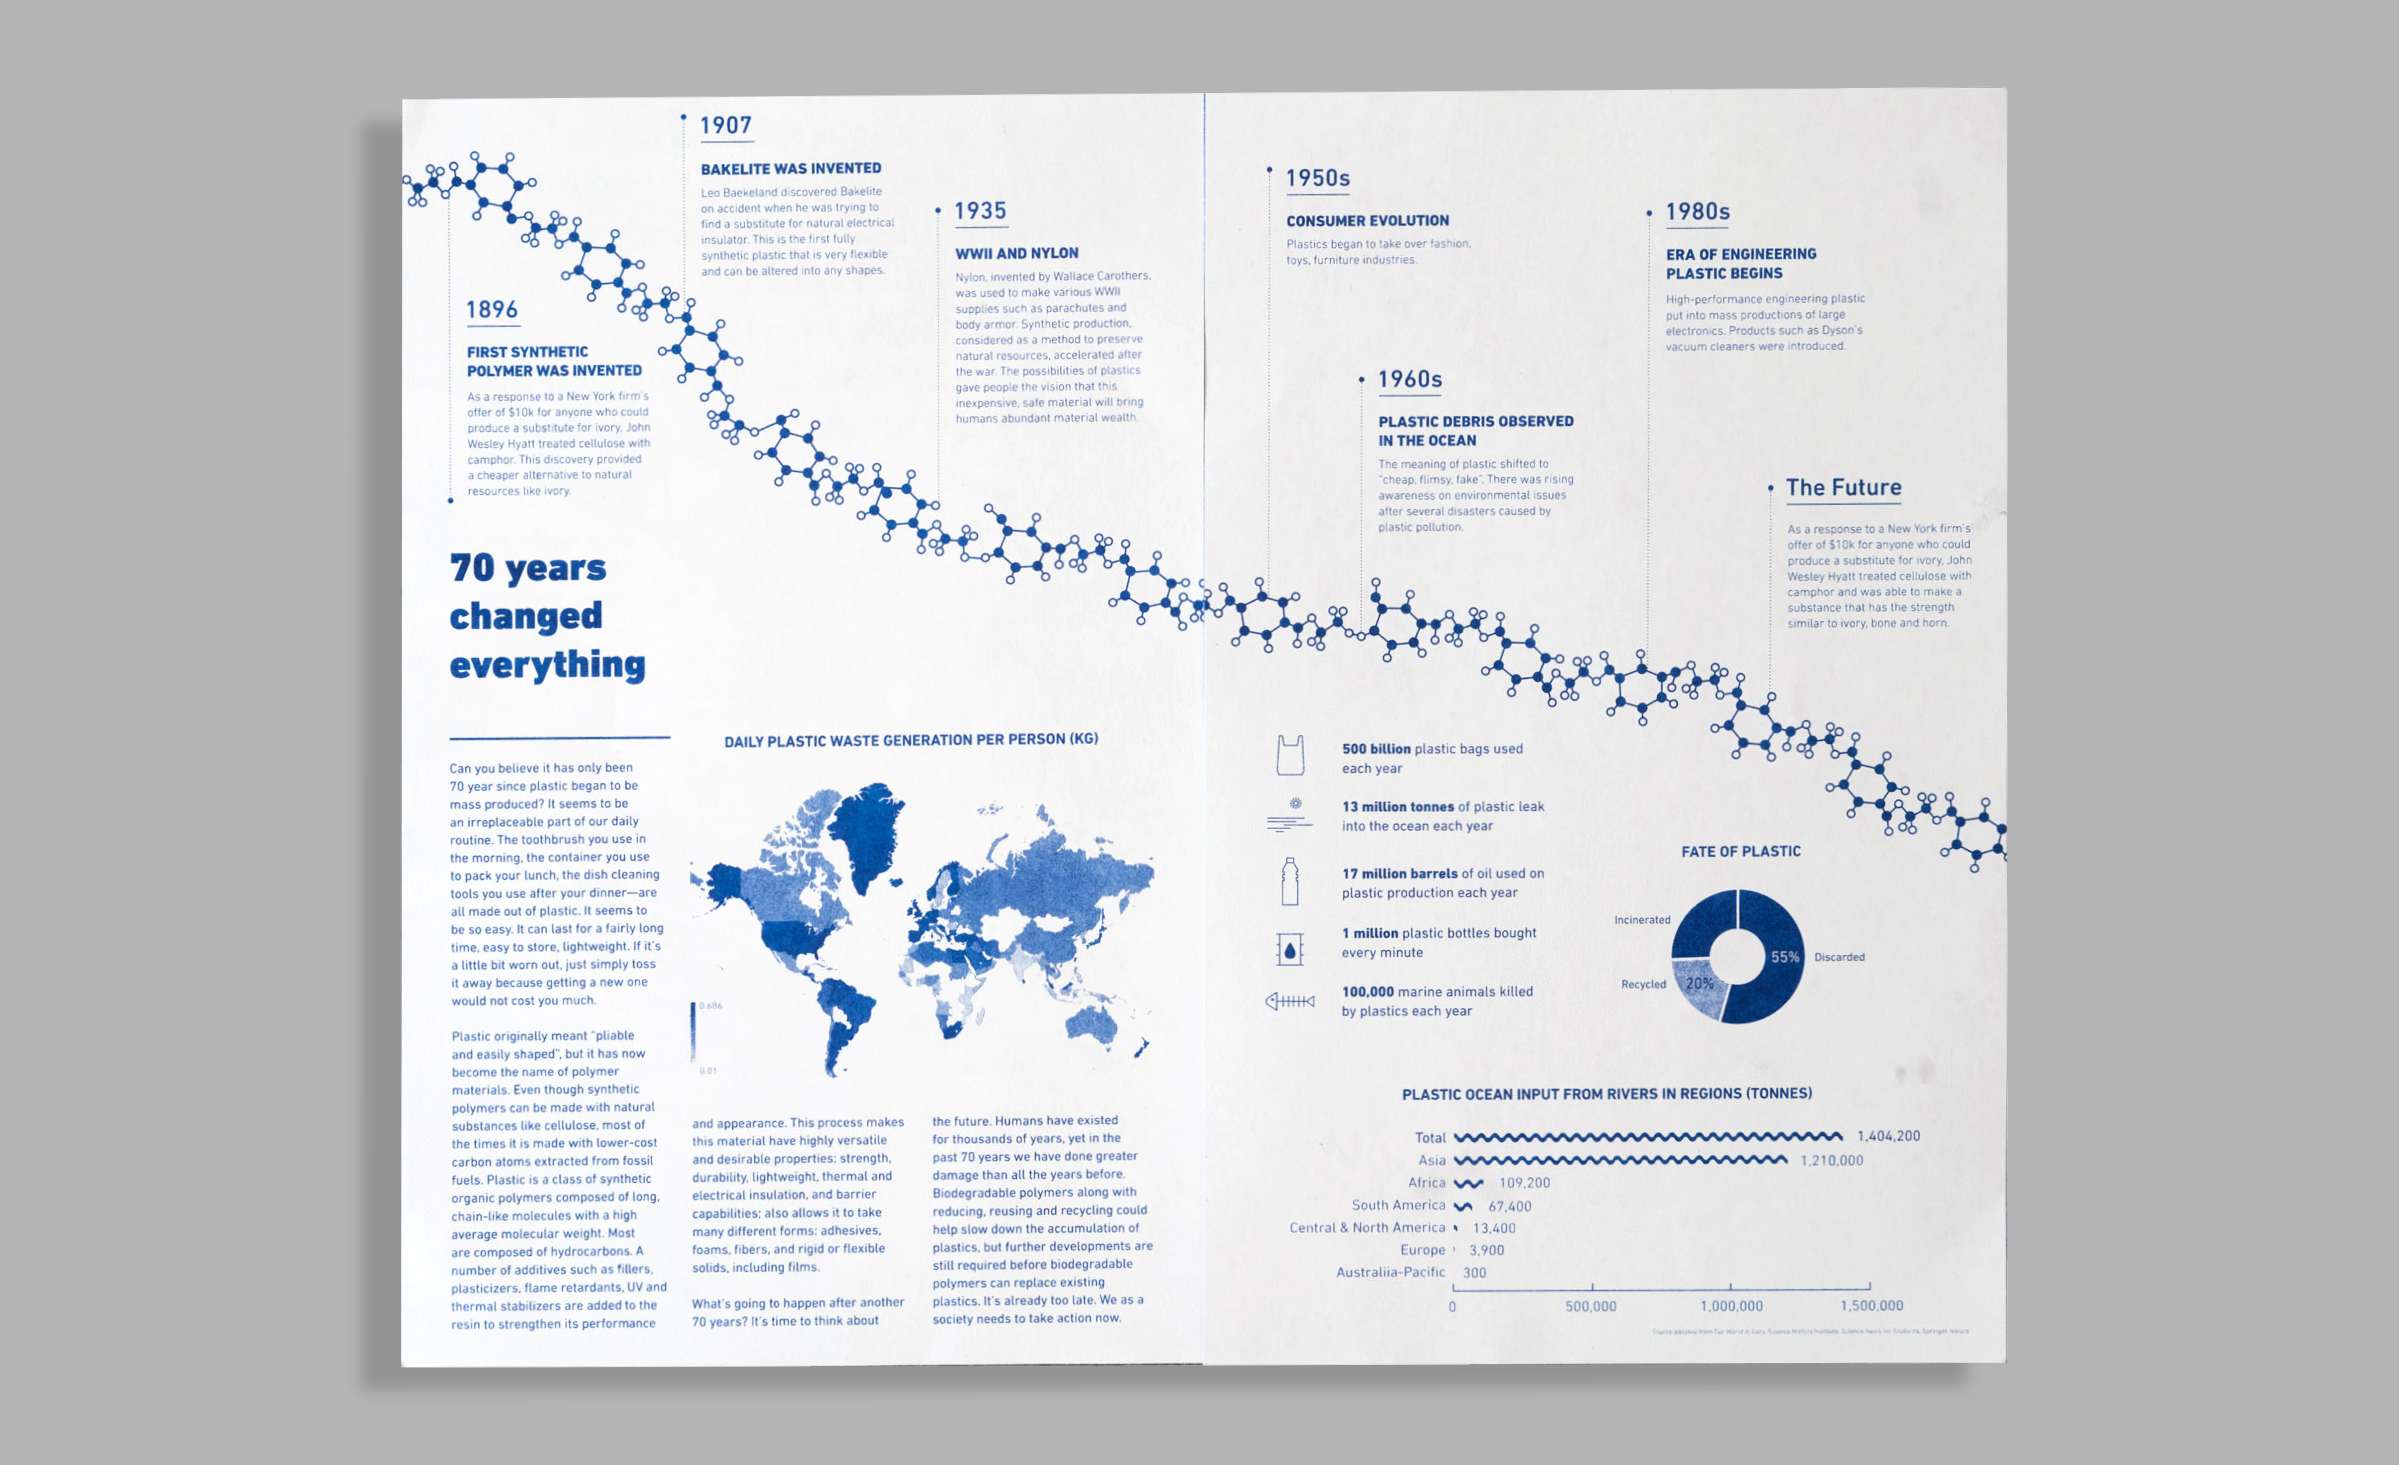 1896
FIRST SYNTHETIC
POLYMER WAS INVENTED
As a response to a New York firm's
offer of $10k for anyone who could
produce a substitute for ivory, John
Wesley Hyatt treated cellulose with
camphor. This discovery provided
a cheaper alternative to natural
resources like ivory.
1907
BAKELITE WAS INVENTED
Leo Baekeland discovered Bakelite
on accident when he was trying to
find a substitute for natural electrical
insulator. This is the first fully
synthetic plastic that is very flexible
and can be altered into any shapes.
1935
WWII AND NYLON
Nylon, invented by Wallace Carothers,
was used to make various WWII
supplies such as parachutes and
body armor. Synthetic production,
considered as a method to preserve
natural resources, accelerated after
the war. The possibilities of plastics
gave people the vision that this
inexpensive, safe material will bring
humans abundant material wealth.
1950s
CONSUMER EVOLUTION
Plastics began to take over fashion,
toys, furniture industries.
1960s
PLASTIC DEBRIS OBSERVED
IN THE OCEAN
The meaning of plastic shifted to
"cheap, flimsy, fake". There was rising
awareness on environmental issues
after several disasters caused by
plastic pollution.
1980s
ERA OF ENGINEERING
PLASTIC BEGINS
High-performance engineering plastic
put into mass productions of large
electronics. Products such as Dyson's
vacuum cleaners were introduced.
The Future
As a response to a New York firm's
offer of $10k for anyone who could
produce a substitute for ivory, John
Wesley Hyatt treated cellulose with
camphor and was able to make a
substance that has the strength
similar to ivory, bone and horn.
70 years
changed
everything
Can you believe it has only been
70 year since plastic began to be
mass produced? It seems to be
an irreplaceable part of our daily
routine. The toothbrush you use in
the morning, the container you use
to pack your lunch, the dish cleaning
tools you use after your dinner—are
all made out of plastic. It seems to
be so easy. It can last for a fairly long
time, easy to store, lightweight. If it's
a little bit worn out, just simply toss
it away because getting a new one
would not cost you much.
Plastic originally meant "pliable
and easily shaped", but it has now
become the name of polymer
materials. Even though synthetic
polymers can be made with natural
substances like cellulose, most of
the times it is made with lower-cost
carbon atoms extracted from fossil
fuels. Plastic is a class of synthetic
organic polymers composed of long,
chain-like molecules with a high
average molecular weight. Most
are composed of hydrocarbons. A
number of additives such as fillers,
plasticizers, flame retardants, UV and
thermal stabilizers are added to the
resin to strengthen its performance
DAILY PLASTIC WASTE GENERATION PER PERSON (KG)
0.686
0.01
and appearance. This process makes
this material have highly versatile
and desirable properties: strength,
durability, lightweight, thermal and
electrical insulation, and barrier
capabilities; also allows it to take
many different forms: adhesives,
foams, fibers, and rigid or flexible
solids, including films.
What's going to happen after another
70 years? It's time to think about
the future. Humans have existed
for thousands of years, yet in the
past 70 years we have done greater
damage than all the years before.
Biodegradable polymers along with
reducing, reusing and recycling could
help slow down the accumulation of
plastics, but further developments are
still required before biodegradable
polymers can replace existing
plastics. It's already too late. We as a
society needs to take action now.
500 billion plastic bags used
each year
13 million tonnes of plastic leak
into the ocean each year
17 million barrels of oil used on
plastic production each year
1 million plastic bottles bought
every minute
100,000 marine animals killed
by plastics each year
FATE OF PLASTIC
Incinerated
55% Discarded
Recycled 20%
PLASTIC OCEAN INPUT FROM RIVERS IN REGIONS (TONNES)
Total 1,404,200
Asia 1,210,000
Africa 109,200
South America 67,400
Central & North America 13,400
Europe 3,900
Australiia-Pacific 300
0 500,000 1,000,000 1,500,000